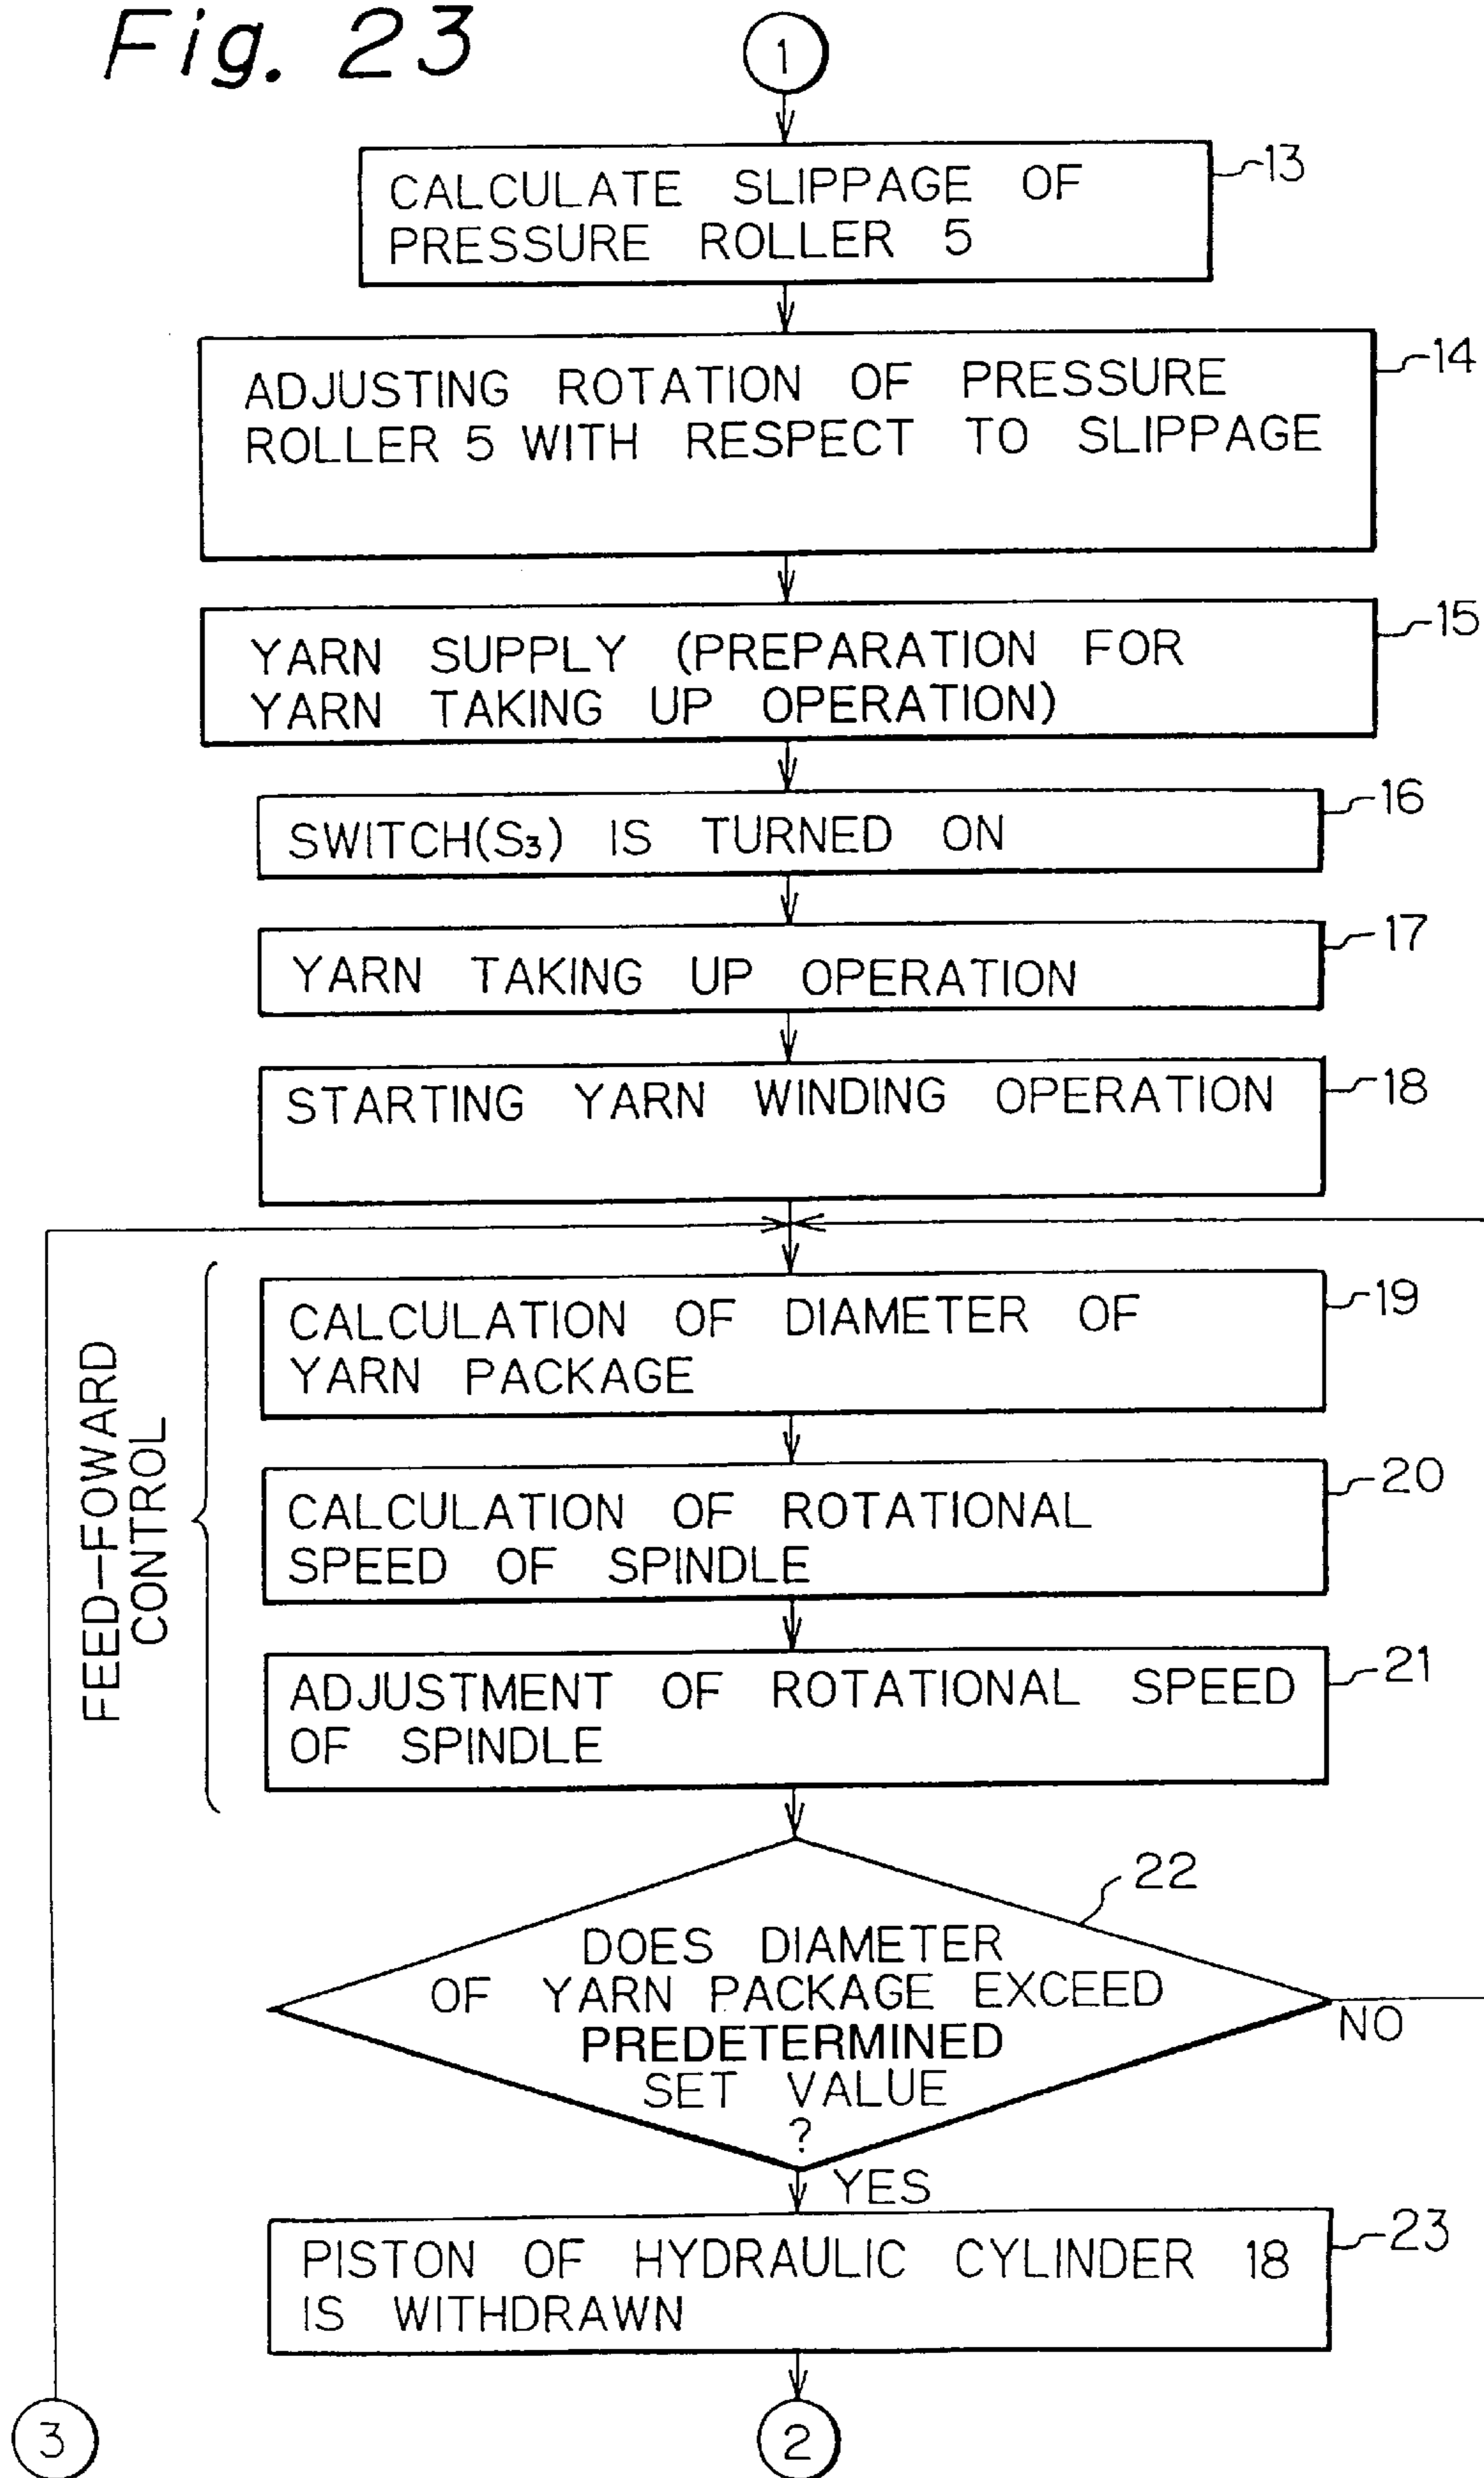 Fig. 23
1
CALCULATE SLIPPAGE OF
PRESSURE ROLLER 5
13
ADJUSTING ROTATION OF PRESSURE
ROLLER 5 WITH RESPECT TO SLIPPAGE
14
YARN SUPPLY (PREPARATION FOR
YARN TAKING UP OPERATION)
15
SWITCH(S3) IS TURNED ON
16
YARN TAKING UP OPERATION
17
STARTING YARN WINDING OPERATION
18
FEED-FOWARD
CONTROL
CALCULATION OF DIAMETER OF
YARN PACKAGE
19
CALCULATION OF ROTATIONAL
SPEED OF SPINDLE
20
ADJUSTMENT OF ROTATIONAL SPEED
OF SPINDLE
21
22
DOES DIAMETER
OF YARN PACKAGE EXCEED
PREDETERMINED
SET VALUE
?
NO
YES
PISTON OF HYDRAULIC CYLINDER 18
IS WITHDRAWN
23
3
2